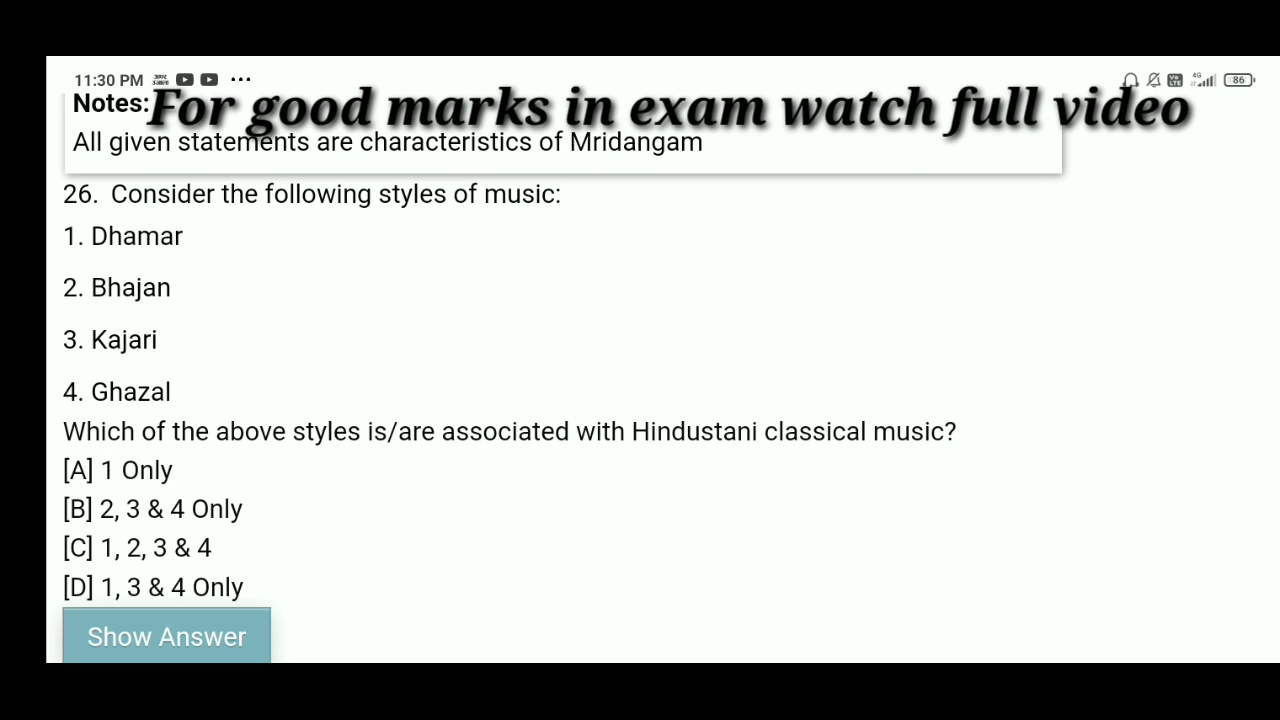 11:30 PM ...
86
Notes: For good marks in exam watch full video
All given statements are characteristics of Mridangam
26. Consider the following styles of music:
1. Dhamar
2. Bhajan
3. Kajari
4. Ghazal
Which of the above styles is/are associated with Hindustani classical music?
[A] 1 Only
[B] 2, 3 & 4 Only
[C] 1, 2, 3 & 4
[D] 1, 3 & 4 Only
Show Answer